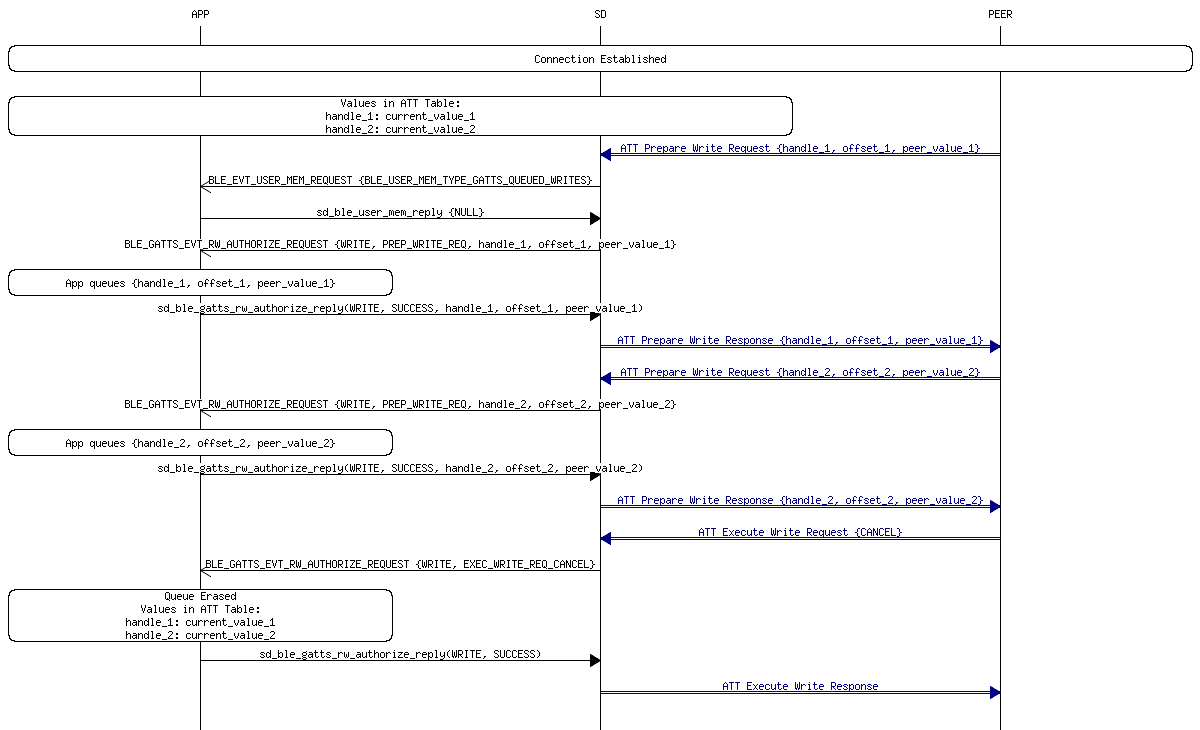 APP SD PEER
Connection Established
Values in ATT Table:
handle_1: current_value_1
handle_2: current_value_2
ATT Prepare Write Request {handle_1, offset_1, peer_value_1}
BLE_EVT_USER_MEM_REQUEST {BLE_USER_MEM_TYPE_GATTS_QUEUED_WRITES}
sd_ble_user_mem_reply {NULL}
BLE_GATTS_EVT_RW_AUTHORIZE_REQUEST {WRITE, PREP_WRITE_REQ, handle_1, offset_1, peer_value_1}
App queues {handle_1, offset_1, peer_value_1}
sd_ble_gatts_rw_authorize_reply(WRITE, SUCCESS, handle_1, offset_1, peer_value_1)
ATT Prepare Write Response {handle_1, offset_1, peer_value_1}
ATT Prepare Write Request {handle_2, offset_2, peer_value_2}
BLE_GATTS_EVT_RW_AUTHORIZE_REQUEST {WRITE, PREP_WRITE_REQ, handle_2, offset_2, peer_value_2}
App queues {handle_2, offset_2, peer_value_2}
sd_ble_gatts_rw_authorize_reply(WRITE, SUCCESS, handle_2, offset_2, peer_value_2)
ATT Prepare Write Response {handle_2, offset_2, peer_value_2}
ATT Execute Write Request {CANCEL}
BLE_GATTS_EVT_RW_AUTHORIZE_REQUEST {WRITE, EXEC_WRITE_REQ_CANCEL}
Queue Erased
Values in ATT Table:
handle_1: current_value_1
handle_2: current_value_2
sd_ble_gatts_rw_authorize_reply(WRITE, SUCCESS)
ATT Execute Write Response